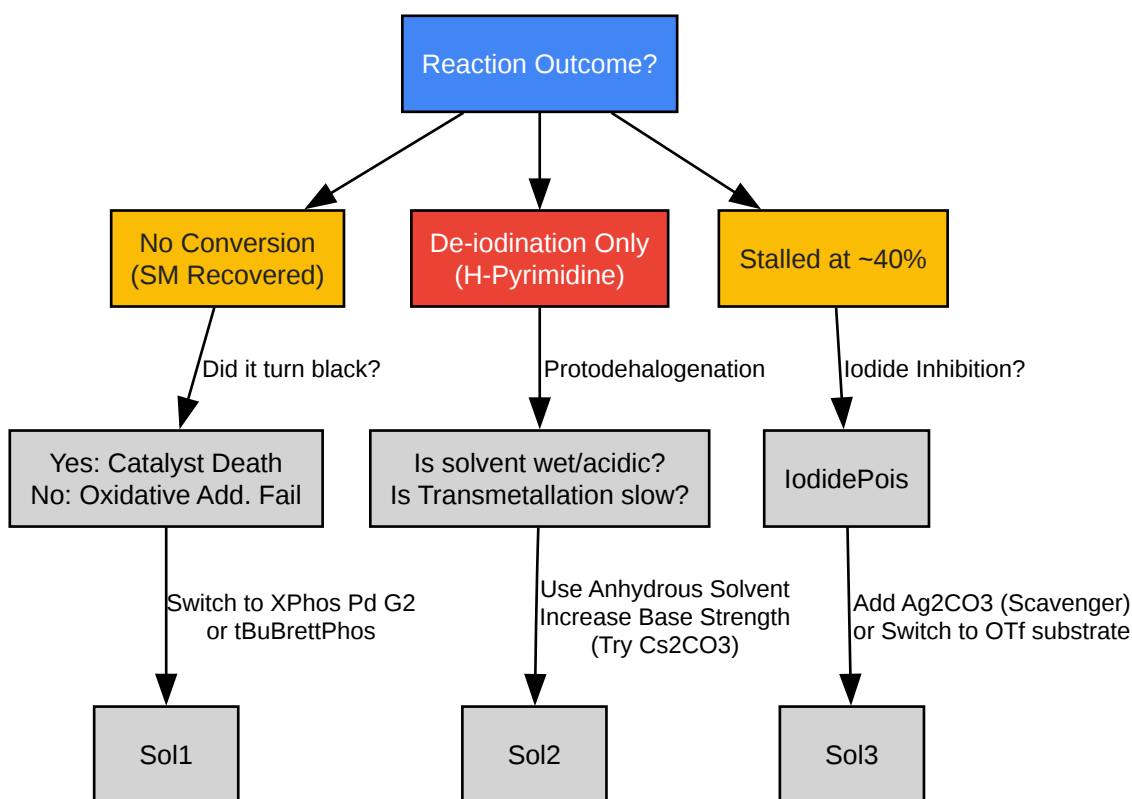 Reaction Outcome?
No Conversion
(SM Recovered)
De-iodination Only
(H-Pyrimidine)
Stalled at ~40%
Did it turn black?
Protodehalogenation
Iodide Inhibition?
Yes: Catalyst Death
No: Oxidative Add. Fail
Is solvent wet/acidic?
Is Transmetallation slow?
IodidePois
Switch to XPhos Pd G2
or tBuBrettPhos
Use Anhydrous Solvent
Increase Base Strength
(Try Cs2CO3)
Add Ag2CO3 (Scavenger)
or Switch to OTf substrate
Sol1
Sol2
Sol3